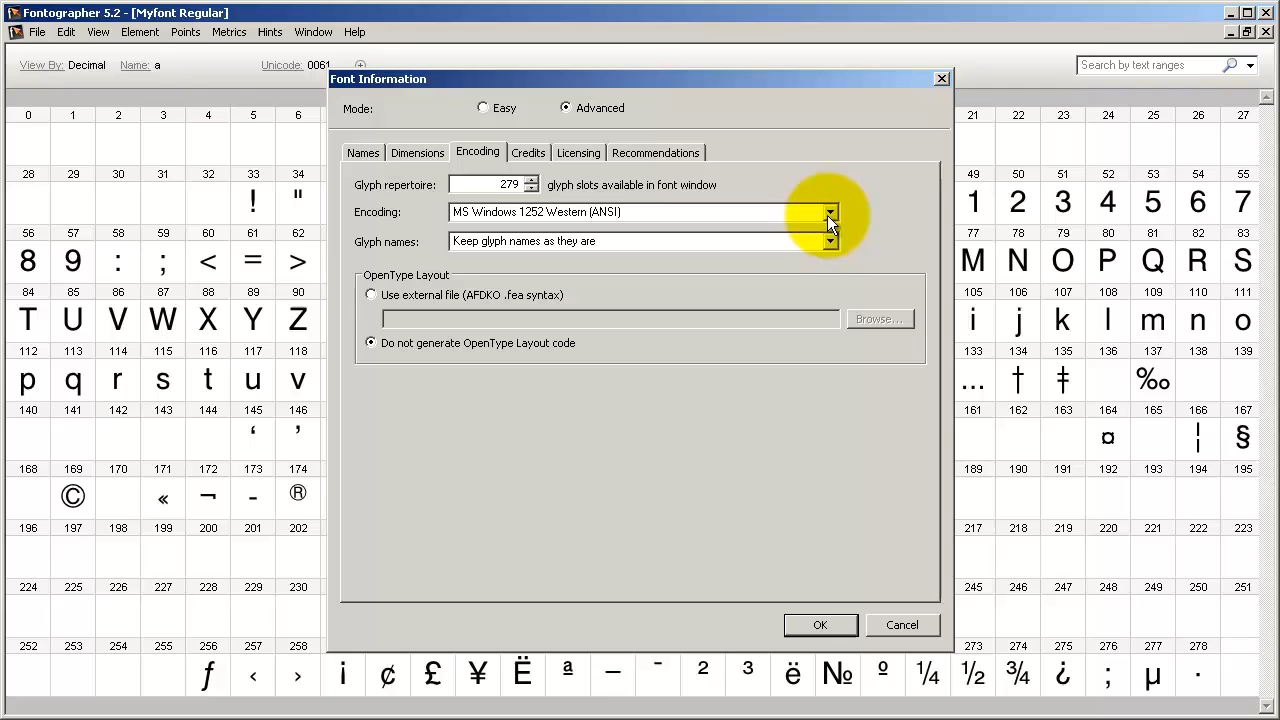 Fontographer 5.2 - [Myfont Regular]
File Edit View Element Points Metrics Hints Window Help
View By: Decimal Name: a Unicode: 0061
Search by text ranges
Font Information
Mode: Easy Advanced
Names Dimensions Encoding Credits Licensing Recommendations
Glyph repertoire: 279 glyph slots available in font window
Encoding: MS Windows 1252 Western (ANSI)
Glyph names: Keep glyph names as they are
OpenType Layout
Use external file (AFDKO .fea syntax)
Browse...
Do not generate OpenType Layout code
OK Cancel
0 1 2 3 4 5 6 21 22 23 24 25 26 27
28 29 30 31 32 33 34 49 50 51 52 53 54 55
! " 1 2 3 4 5 6 7
56 57 58 59 60 61 62 77 78 79 80 81 82 83
8 9 : ; < = > M N O P Q R S
84 85 86 87 88 89 90 105 106 107 108 109 110 111
T U V W X Y Z i j k l m n o
112 113 114 115 116 117 118 133 134 135 136 137 138 139
p q r s t u v … † ‡ ‰
140 141 142 143 144 145 146 161 162 163 164 165 166 167
‘ ’ ¤ ¦ §
168 169 170 171 172 173 174 189 190 191 192 193 194 195
© « ¬ - ®
196 197 198 199 200 201 202 217 218 219 220 221 222 223
224 225 226 227 228 229 230 245 246 247 248 249 250 251
252 253 254 255 256 257 258 273 274 275 276 277 278
ƒ ‹ › ¡ ¢ £ ¥ Ë ª – ¯ ² ³ ë № º ¼ ½ ¾ ¿ ; µ ·